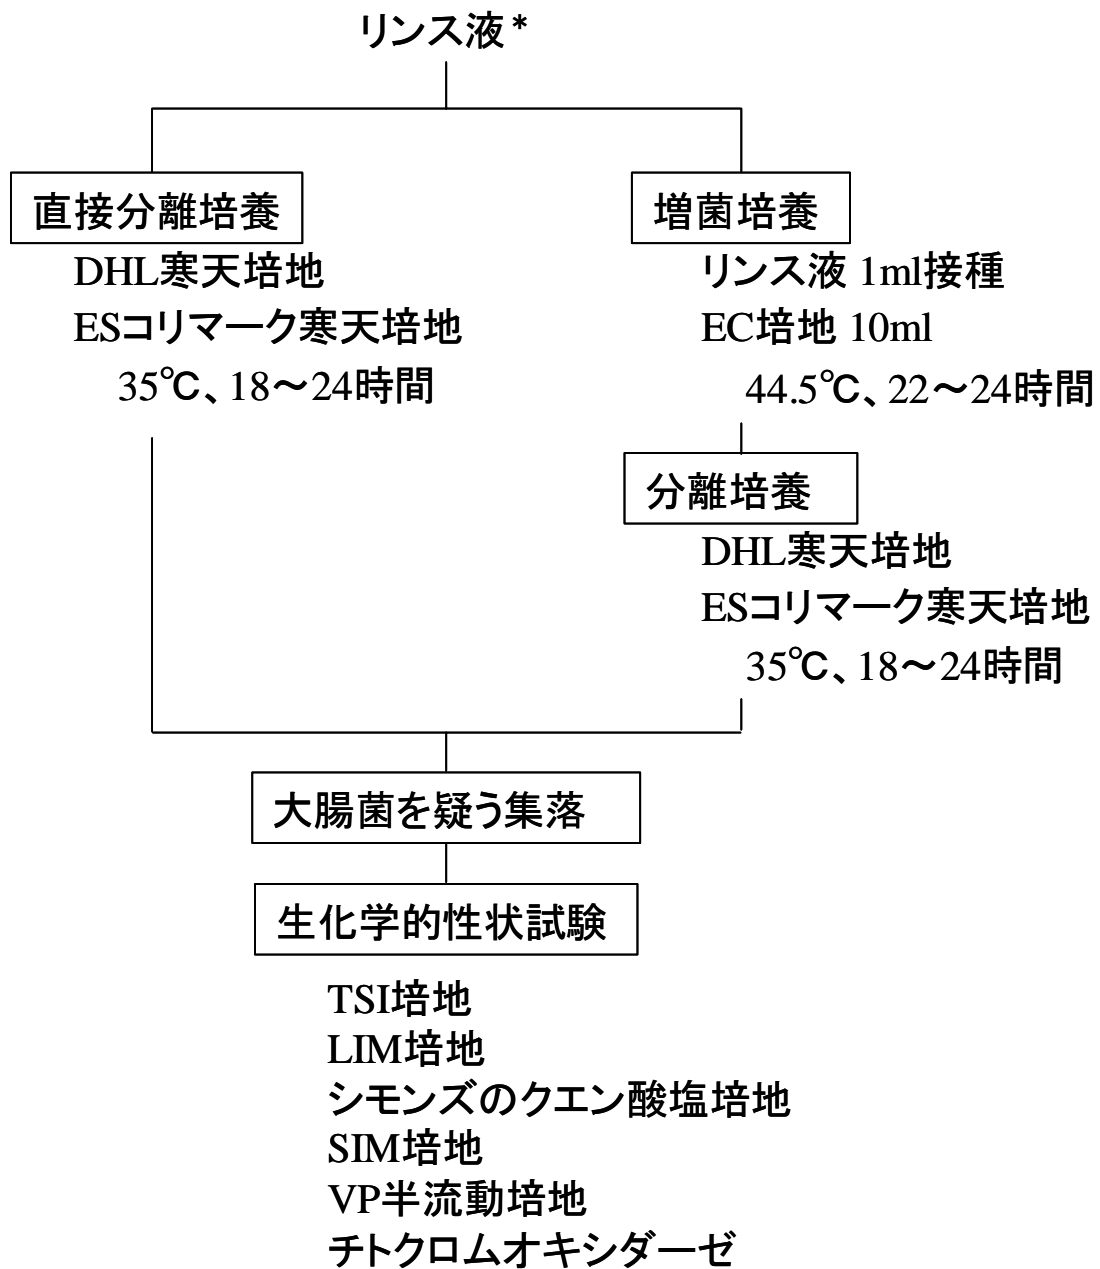 リンス液*
直接分離培養
DHL寒天培地
ESコリマーク寒天培地
35℃、18～24時間
増菌培養
リンス液 1ml接種
EC培地 10ml
44.5℃、22～24時間
分離培養
DHL寒天培地
ESコリマーク寒天培地
35℃、18～24時間
大腸菌を疑う集落
生化学的性状試験
TSI培地
LIM培地
シモンズのクエン酸塩培地
SIM培地
VP半流動培地
チトクロムオキシダーゼ